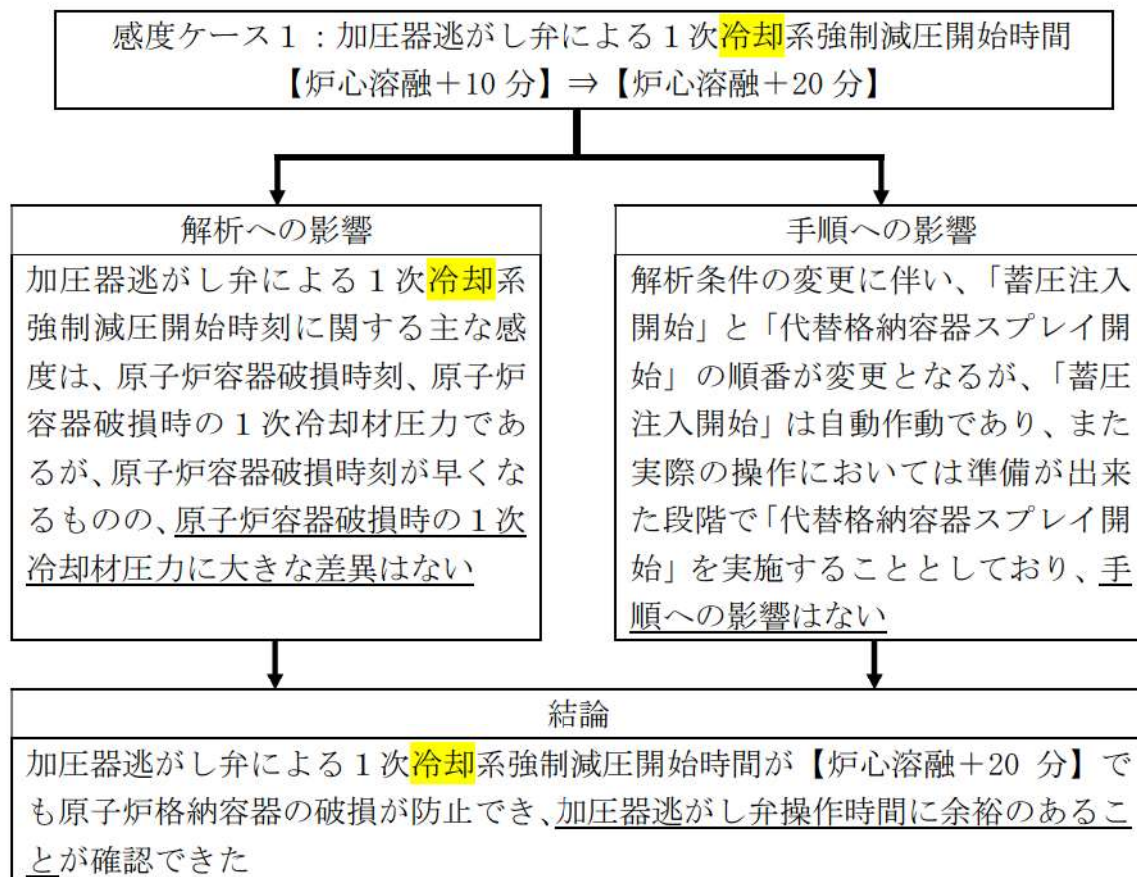 感度ケース１：加圧器逃がし弁による１次冷却系強制減圧開始時間
【炉心溶融＋10 分】⇒【炉心溶融＋20 分】
解析への影響
加圧器逃がし弁による１次冷却系
強制減圧開始時刻に関する主な感
度は、原子炉容器破損時刻、原子炉
容器破損時の１次冷却材圧力であ
るが、原子炉容器破損時刻が早くな
るものの、原子炉容器破損時の１次
冷却材圧力に大きな差異はない
手順への影響
解析条件の変更に伴い、「蓄圧注入
開始」と「代替格納容器スプレイ開
始」の順番が変更となるが、「蓄圧
注入開始」は自動作動であり、また
実際の操作においては準備が出来
た段階で「代替格納容器スプレイ開
始」を実施することとしており、手
順への影響はない
結論
加圧器逃がし弁による１次冷却系強制減圧開始時間が【炉心溶融＋20 分】で
も原子炉格納容器の破損が防止でき、加圧器逃がし弁操作時間に余裕のあるこ
とが確認できた